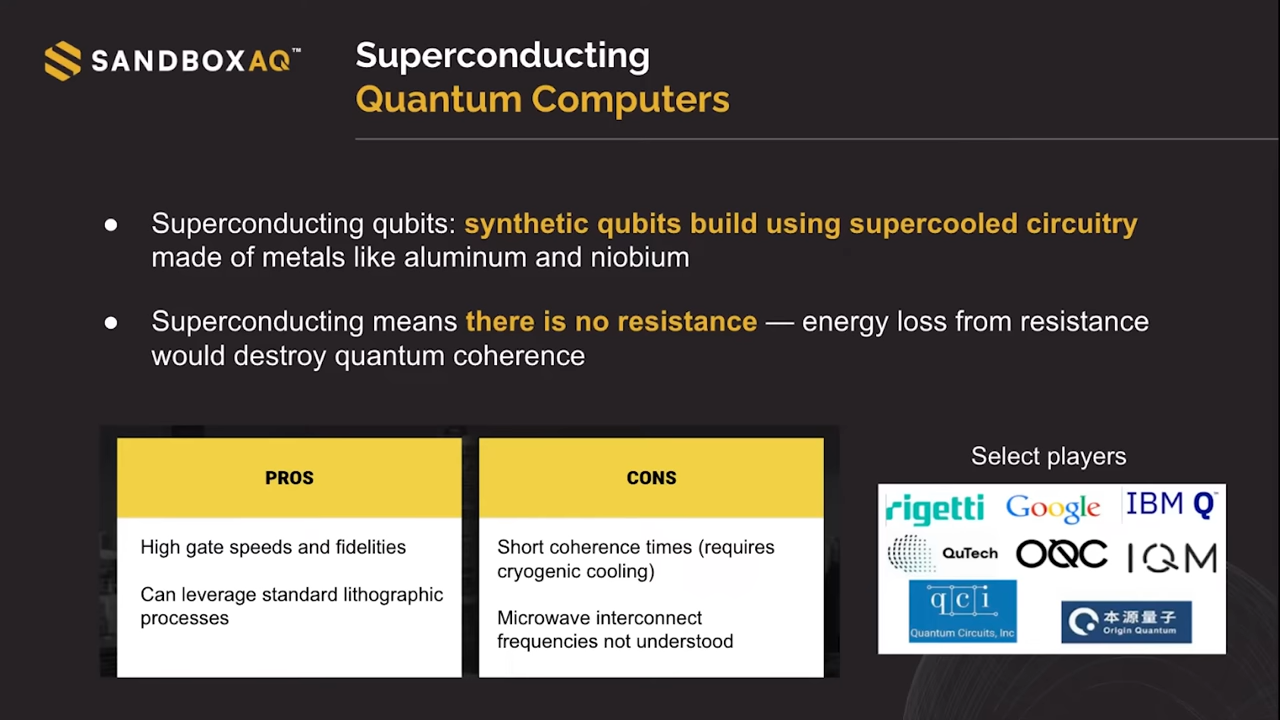 SANDBOXAQ™
Superconducting
Quantum Computers
● Superconducting qubits: synthetic qubits build using supercooled circuitry
made of metals like aluminum and niobium
● Superconducting means there is no resistance — energy loss from resistance
would destroy quantum coherence
PROS
High gate speeds and fidelities
Can leverage standard lithographic
processes
CONS
Short coherence times (requires
cryogenic cooling)
Microwave interconnect
frequencies not understood
Select players
rigetti Google IBM Q™
QuTech OQC IQM
qci
Quantum Circuits, Inc
本源量子
Origin Quantum